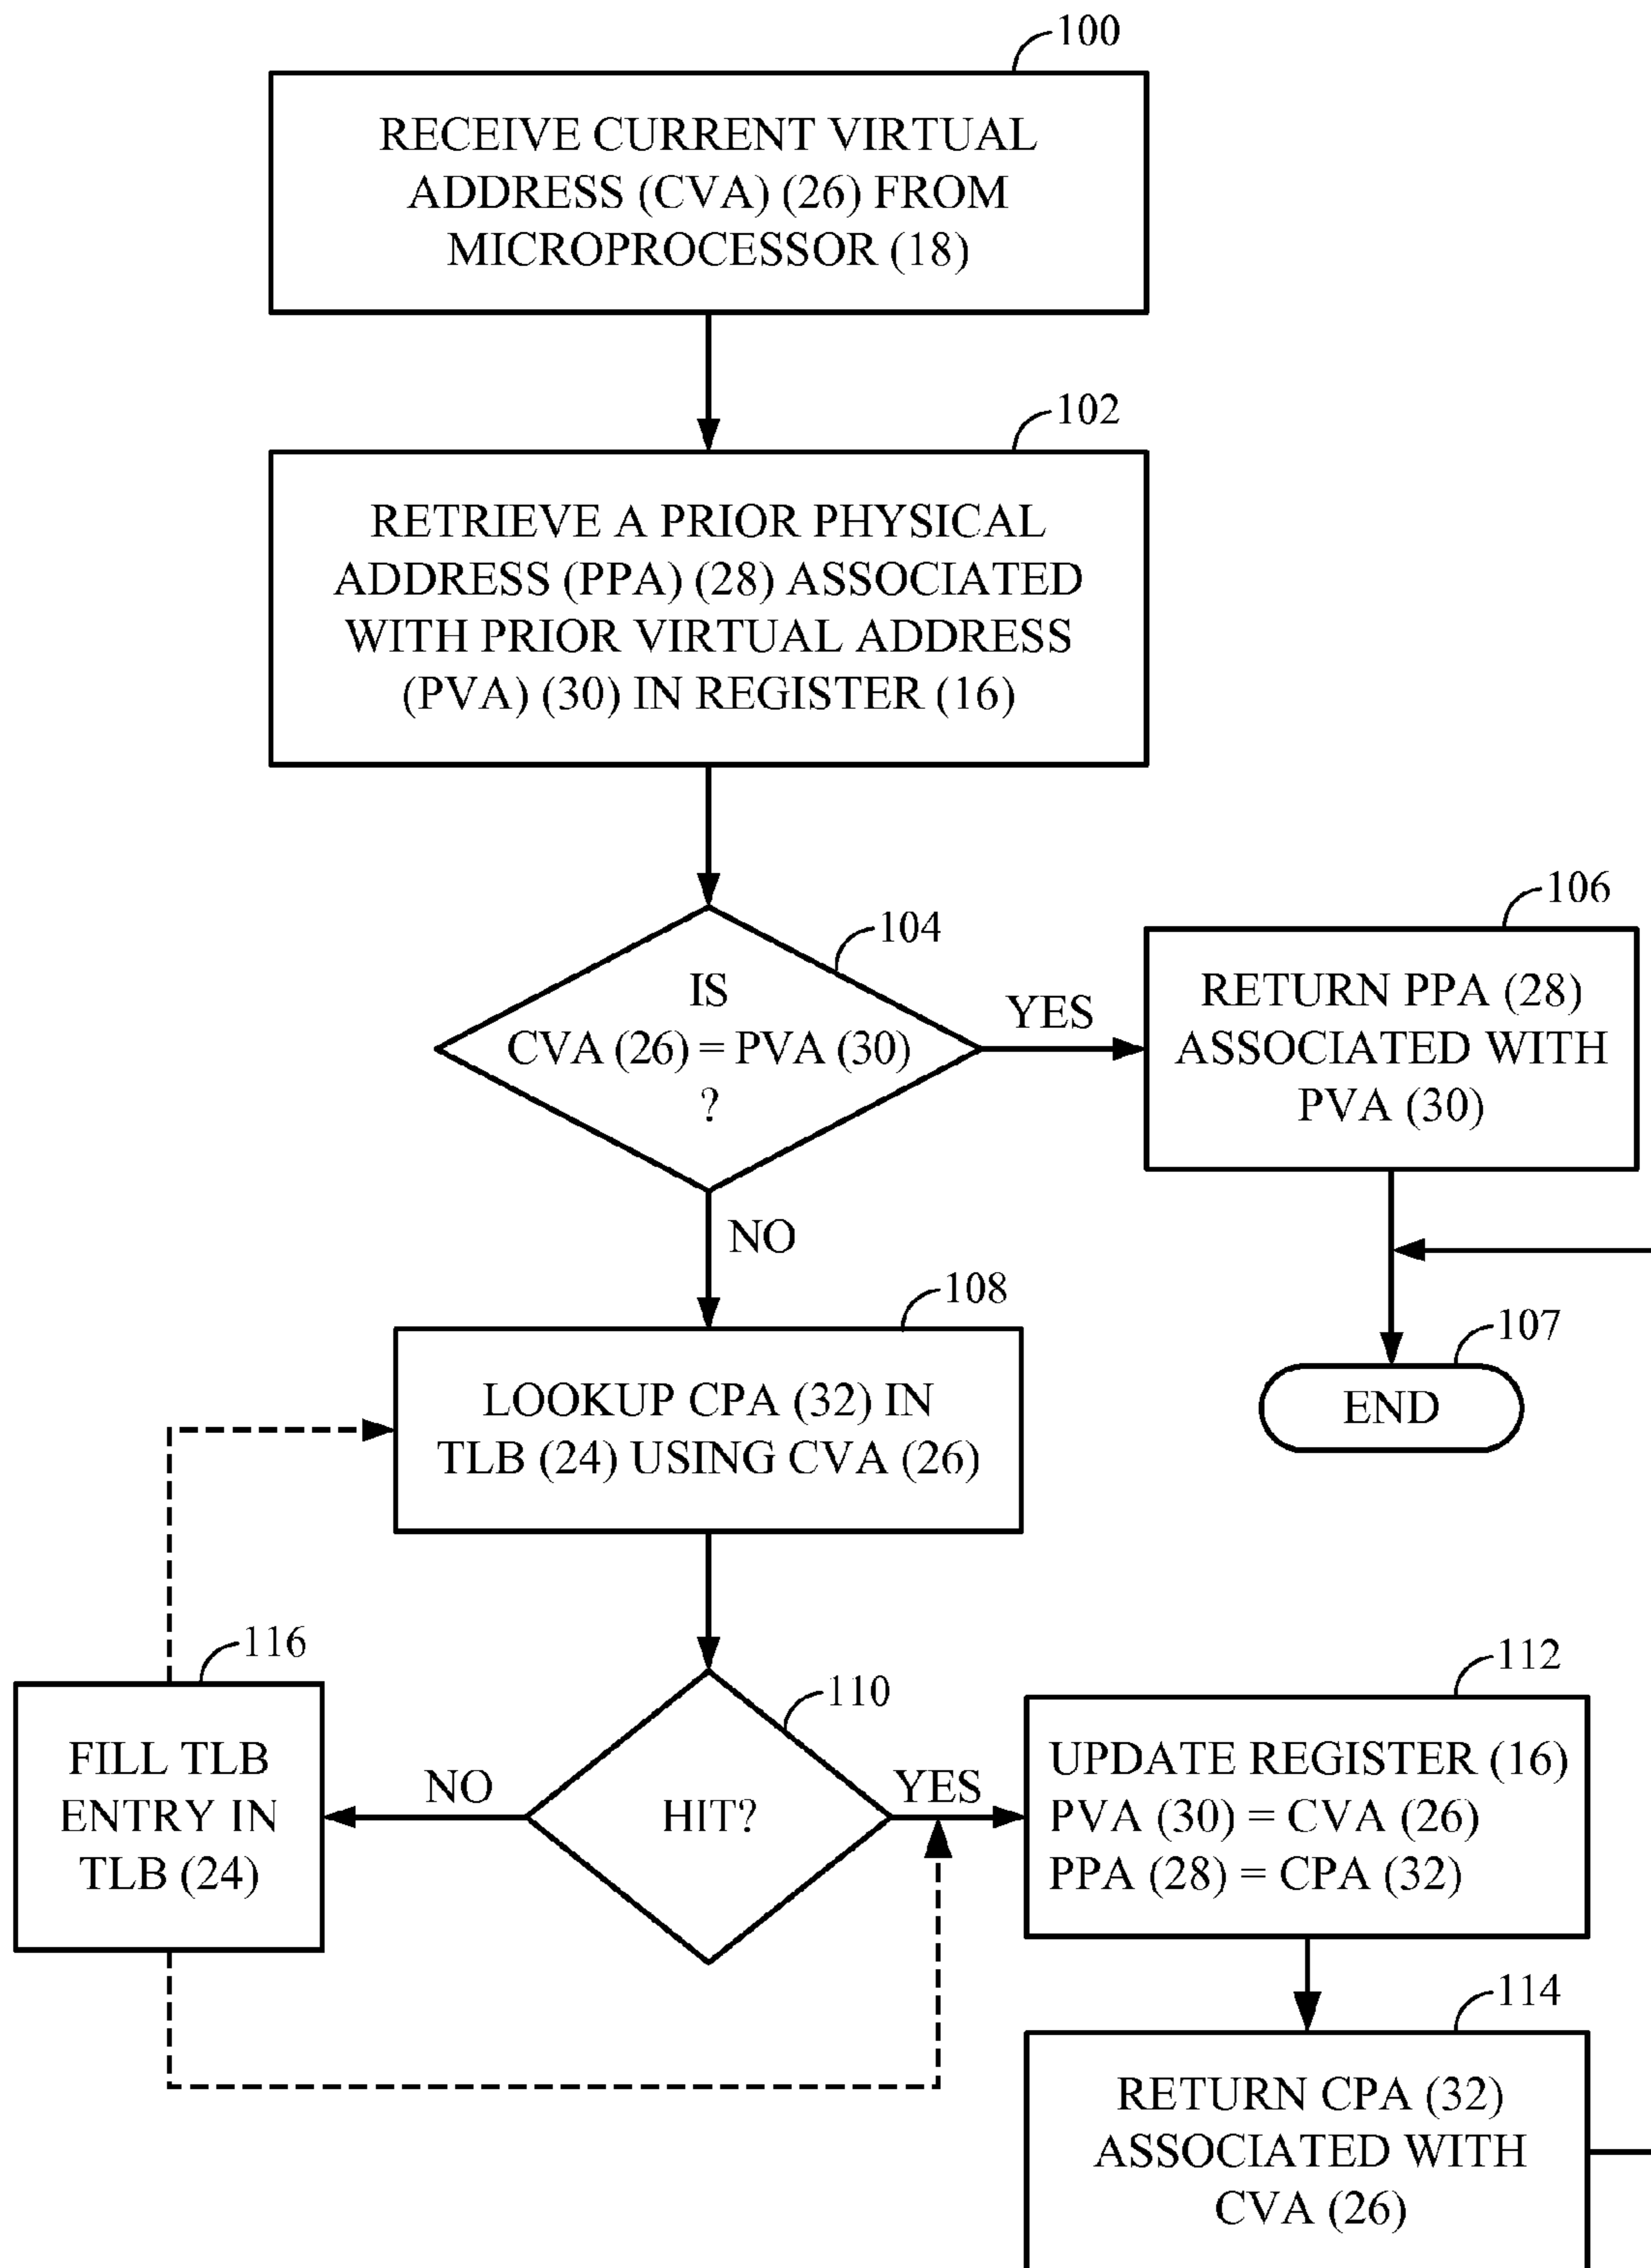 100
RECEIVE CURRENT VIRTUAL
ADDRESS (CVA) (26) FROM
MICROPROCESSOR (18)
102
RETRIEVE A PRIOR PHYSICAL
ADDRESS (PPA) (28) ASSOCIATED
WITH PRIOR VIRTUAL ADDRESS
(PVA) (30) IN REGISTER (16)
104
IS
CVA (26) = PVA (30)
?
YES
106
RETURN PPA (28)
ASSOCIATED WITH
PVA (30)
NO
107
END
108
LOOKUP CPA (32) IN
TLB (24) USING CVA (26)
110
HIT?
NO
YES
116
FILL TLB
ENTRY IN
TLB (24)
112
UPDATE REGISTER (16)
PVA (30) = CVA (26)
PPA (28) = CPA (32)
114
RETURN CPA (32)
ASSOCIATED WITH
CVA (26)